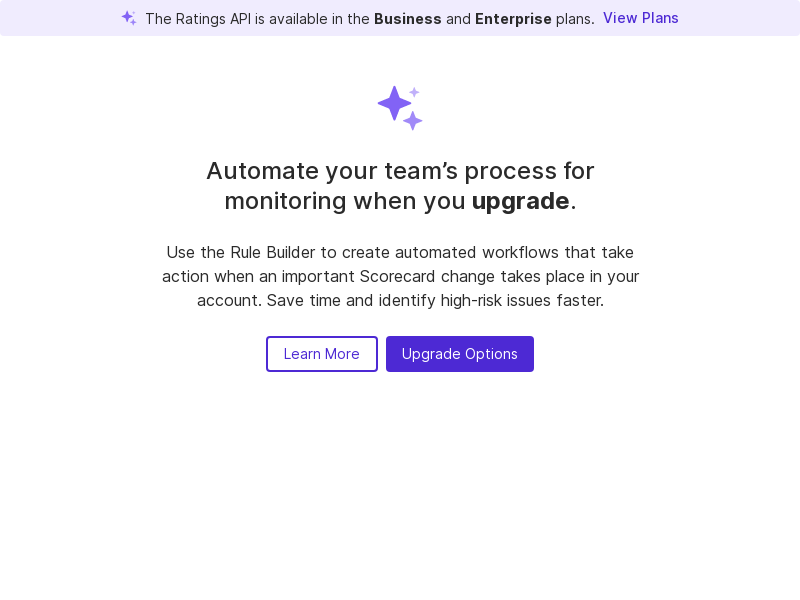 The Ratings API is available in the Business and Enterprise plans. View Plans
Automate your team’s process for
monitoring when you upgrade.
Use the Rule Builder to create automated workflows that take
action when an important Scorecard change takes place in your
account. Save time and identify high-risk issues faster.
Learn More Upgrade Options